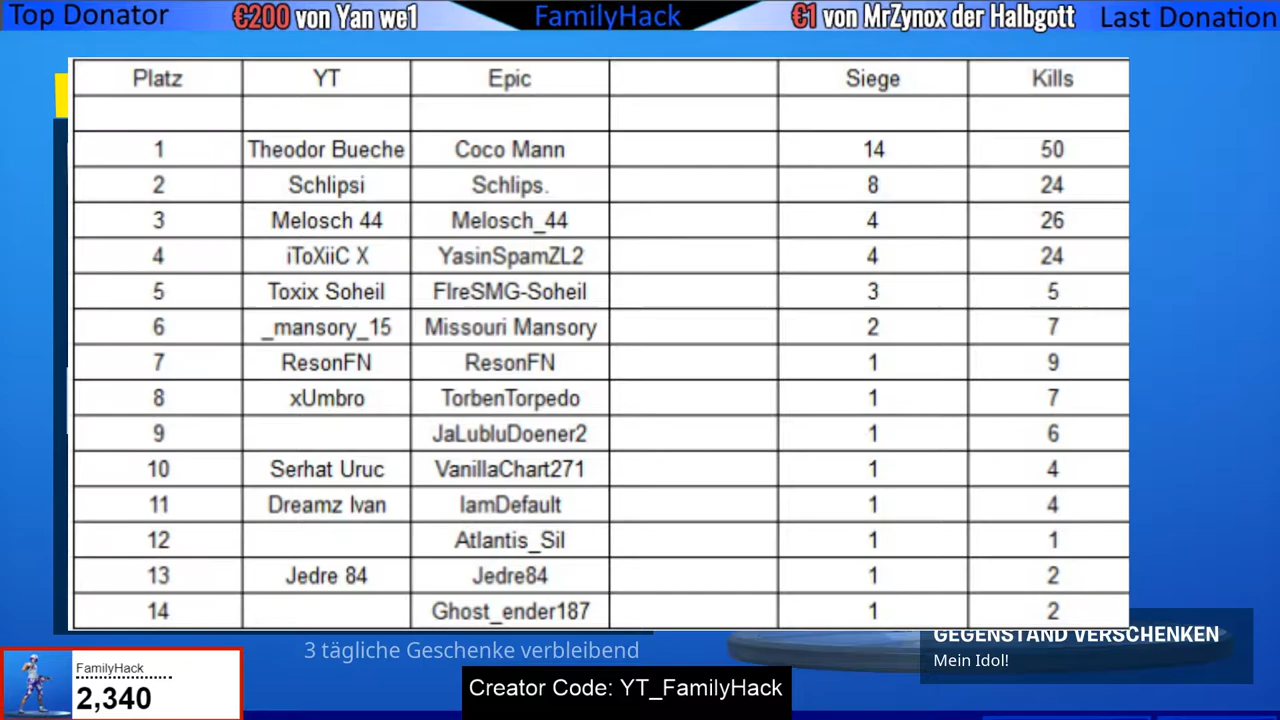 Top Donator €200 von Yan we1 FamilyHack €1 von MrZynox der Halbgott Last Donation
Platz YT Epic Siege Kills
1 Theodor Bueche Coco Mann 14 50
2 Schlipsi Schlips. 8 24
3 Melosch 44 Melosch_44 4 26
4 iToXiiC X YasinSpamZL2 4 24
5 Toxix Soheil FIreSMG-Soheil 3 5
6 _mansory_15 Missouri Mansory 2 7
7 ResonFN ResonFN 1 9
8 xUmbro TorbenTorpedo 1 7
9 JaLubluDoener2 1 6
10 Serhat Uruc VanillaChart271 1 4
11 Dreamz Ivan IamDefault 1 4
12 Atlantis_Sil 1 1
13 Jedre 84 Jedre84 1 2
14 Ghost_ender187 1 2
3 tägliche Geschenke verbleibend
GEGENSTAND VERSCHENKEN
Mein Idol!
FamilyHack
2,340
Creator Code: YT_FamilyHack